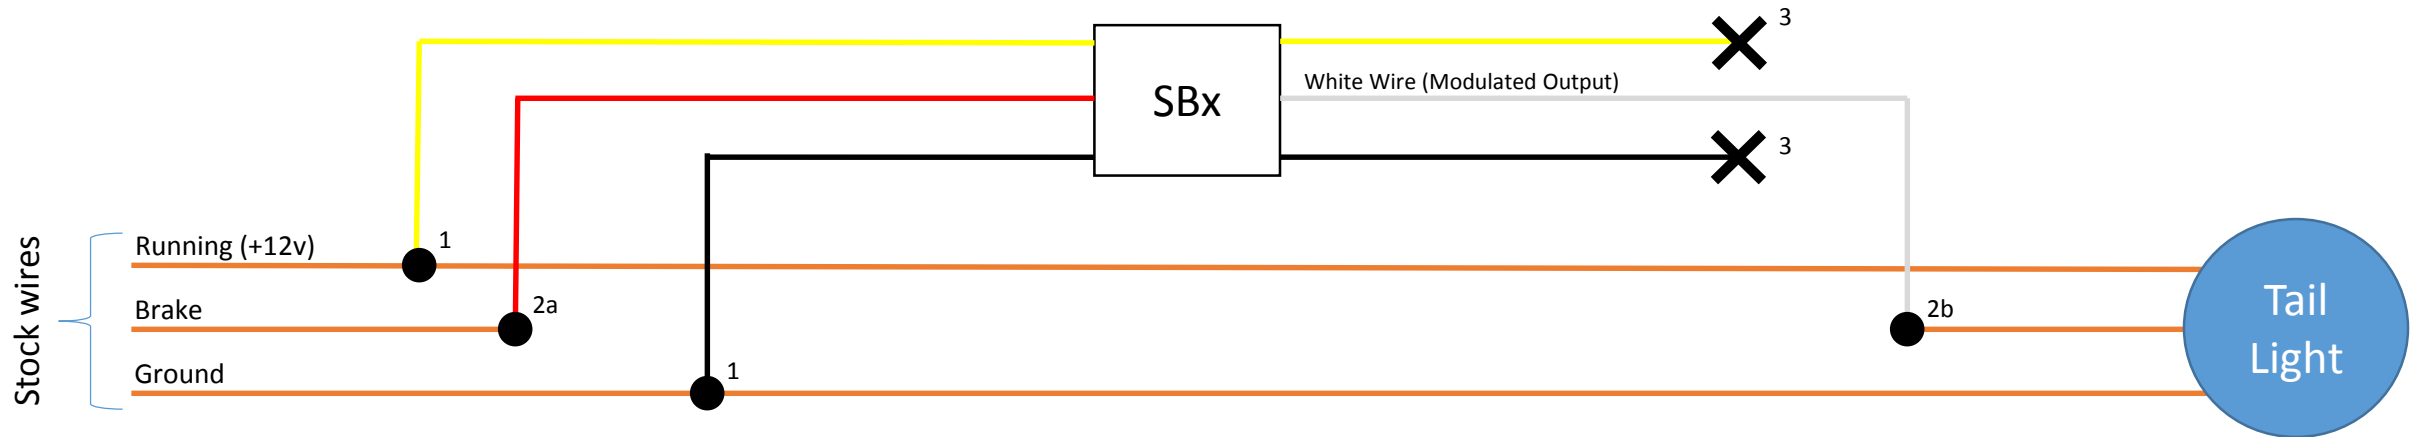 3
White Wire (Modulated Output)
SBx
3
Stock wires
Running (+12v)
1
Brake
2a
2b
Ground
1
Tail
Light